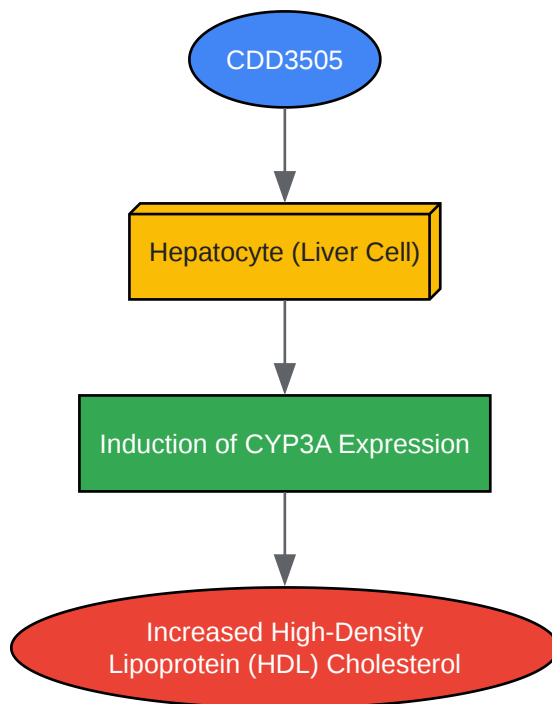 CDD3505
Hepatocyte (Liver Cell)
Induction of CYP3A Expression
Increased High-Density
Lipoprotein (HDL) Cholesterol